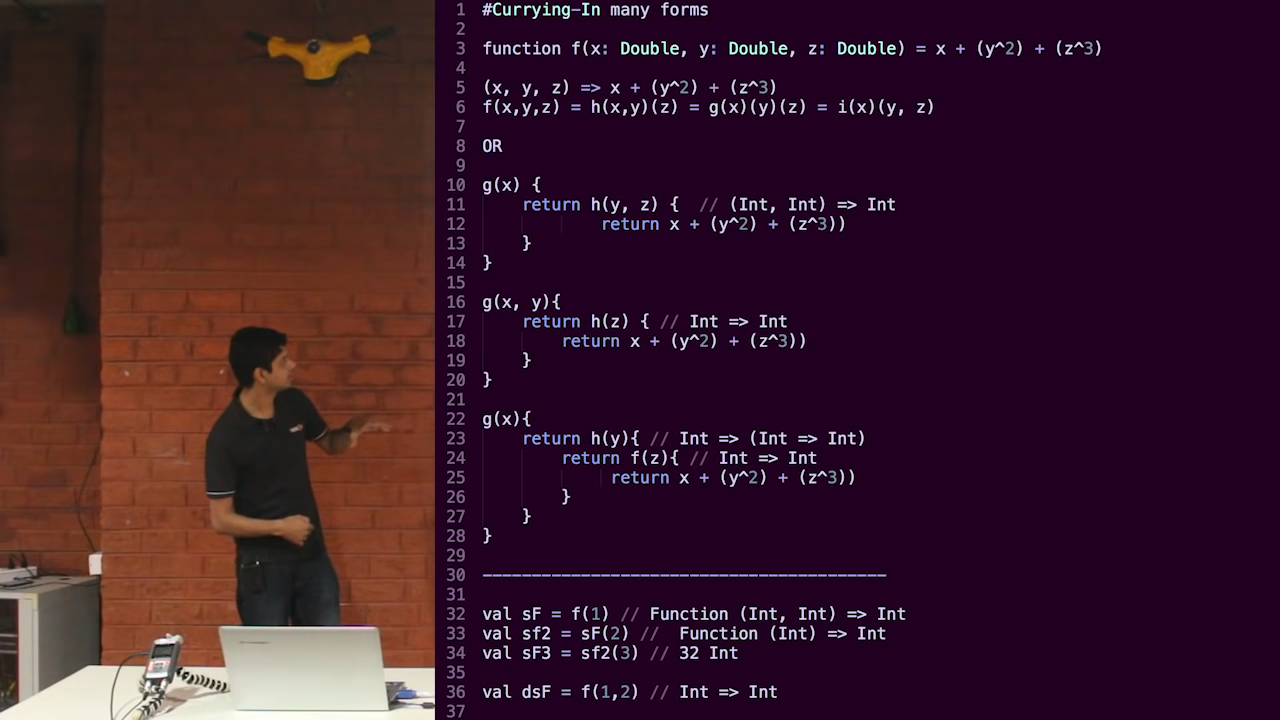 1 #Currying-In many forms
2
3 function f(x: Double, y: Double, z: Double) = x + (y^2) + (z^3)
4
5 (x, y, z) => x + (y^2) + (z^3)
6 f(x,y,z) = h(x,y)(z) = g(x)(y)(z) = i(x)(y, z)
7
8 OR
9
10 g(x) {
11 return h(y, z) { // (Int, Int) => Int
12 return x + (y^2) + (z^3))
13 }
14 }
15
16 g(x, y){
17 return h(z) { // Int => Int
18 return x + (y^2) + (z^3))
19 }
20 }
21
22 g(x){
23 return h(y){ // Int => (Int => Int)
24 return f(z){ // Int => Int
25 return x + (y^2) + (z^3))
26 }
27 }
28 }
29
30 -----------------------------------------
31
32 val sF = f(1) // Function (Int, Int) => Int
33 val sf2 = sF(2) // Function (Int) => Int
34 val sF3 = sf2(3) // 32 Int
35
36 val dsF = f(1,2) // Int => Int
37